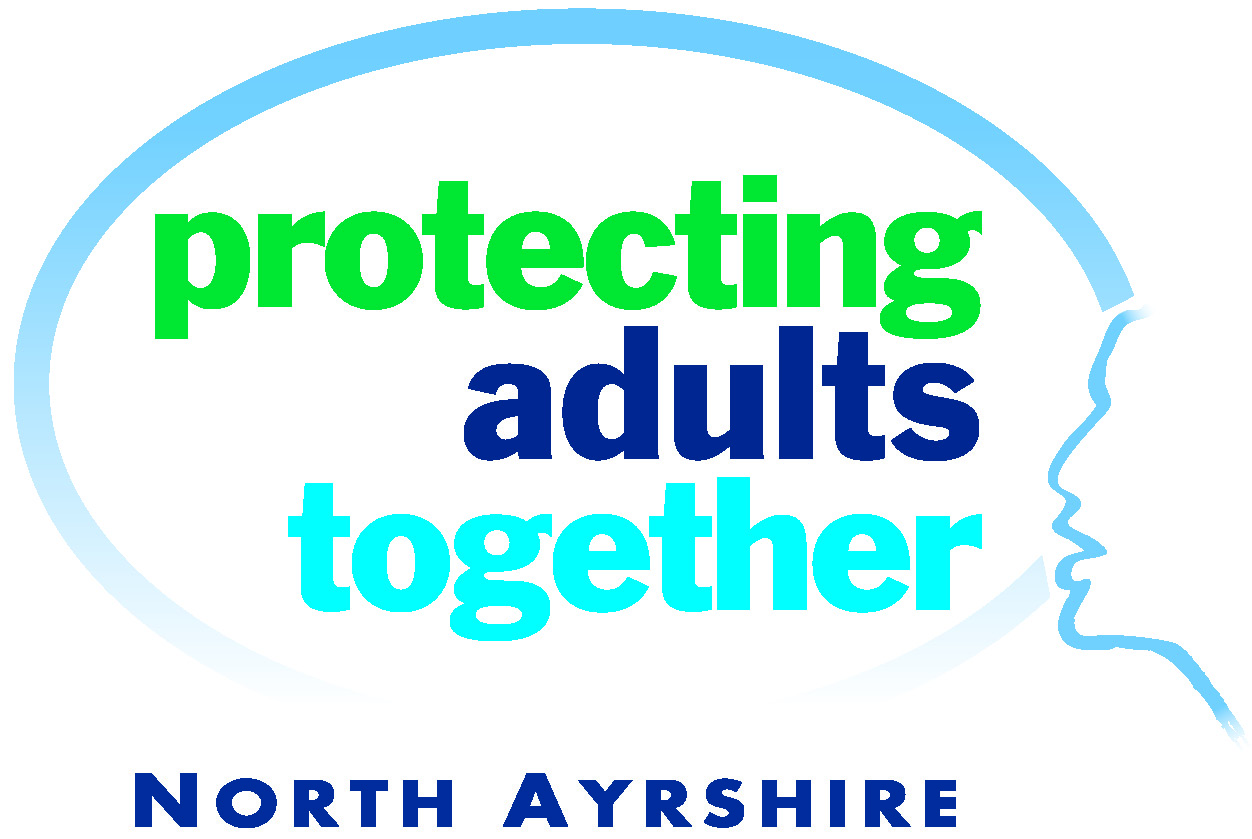 protecting
adults
together
NORTH AYRSHIRE